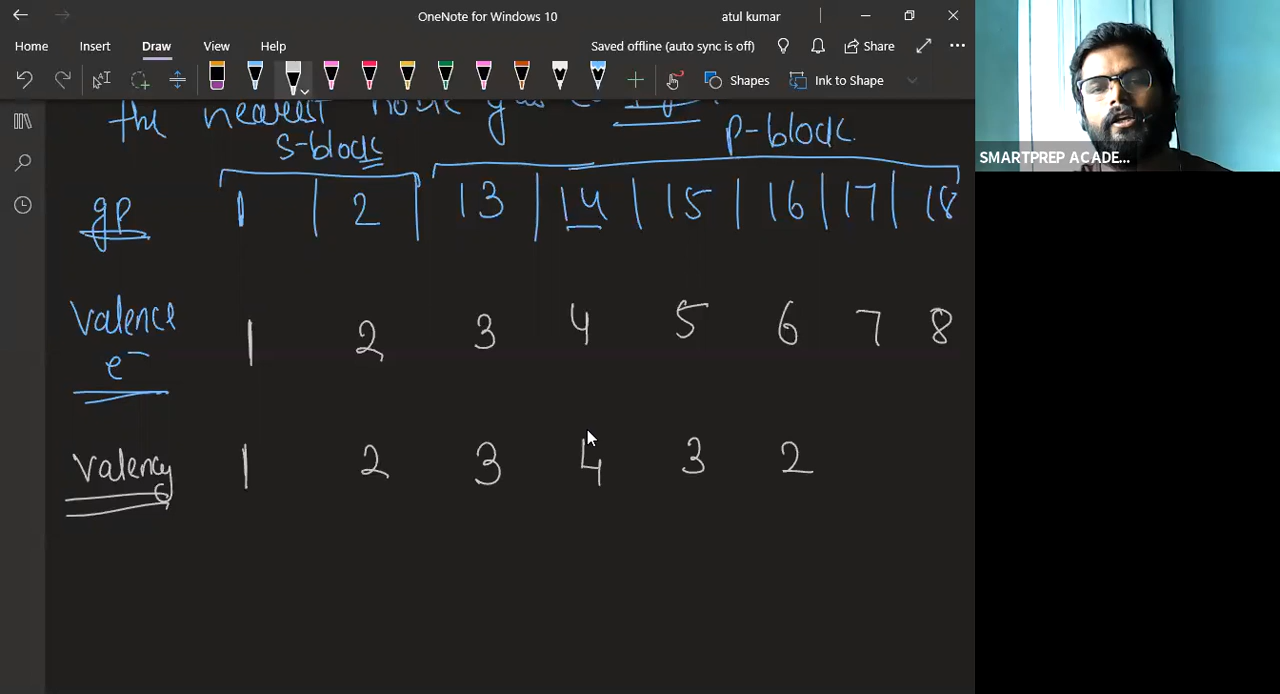 OneNote for Windows 10
atul kumar
Home Insert Draw View Help
Saved offline (auto sync is off)
Share
Shapes
Ink to Shape
the nearest
s-block
p-block
SMARTPREP ACADE...
gp 1 2 13 14 15 16 17 18
Valence 1 2 3 4 5 6 7 8
e⁻
Valency 1 2 3 4 3 2